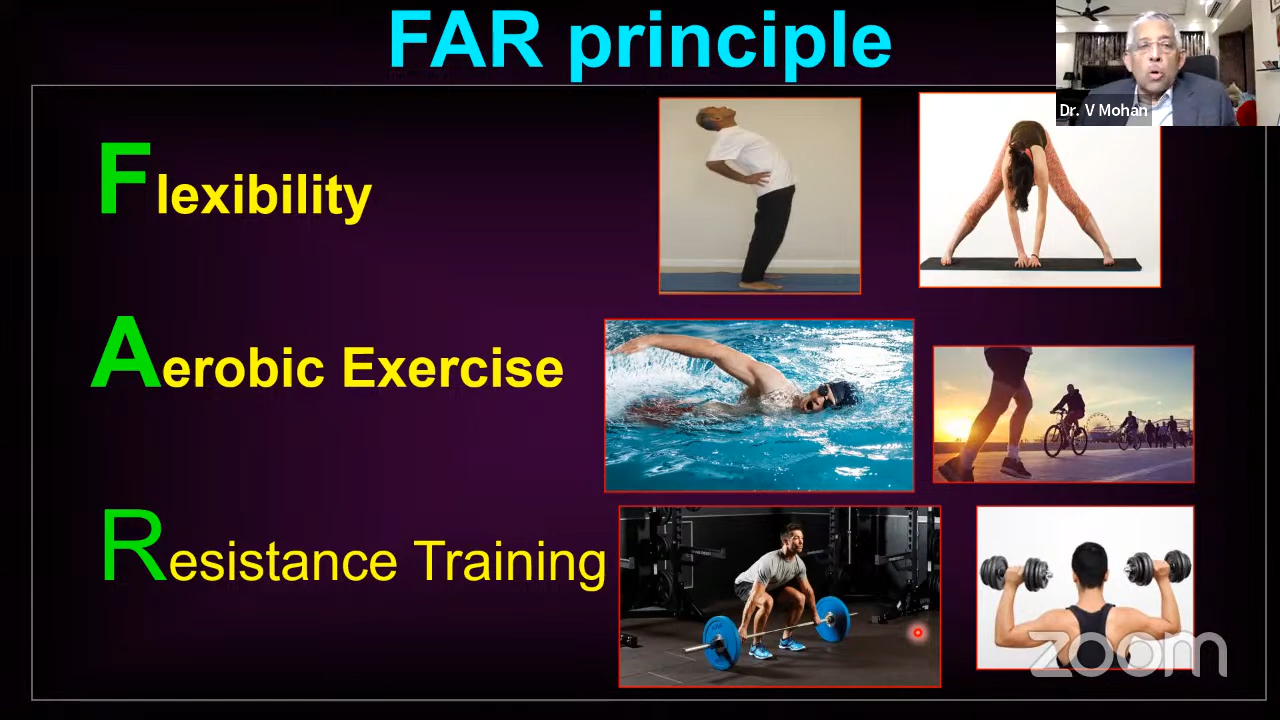 FAR principle
Dr. V Mohan
Flexibility
Aerobic Exercise
Resistance Training
zoom